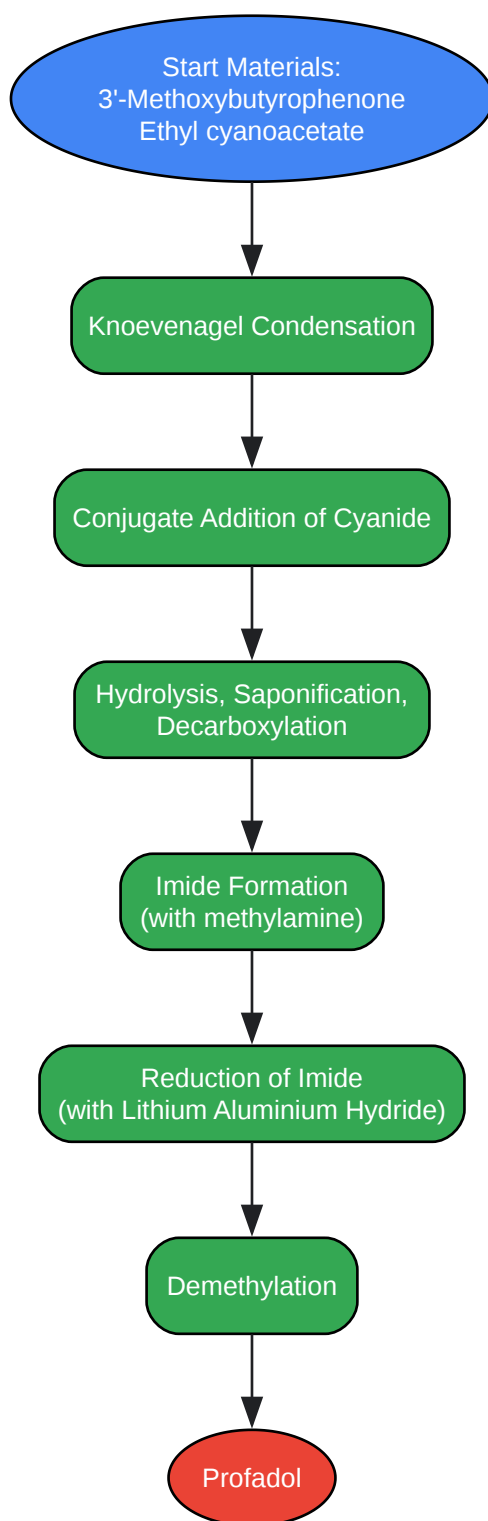 Start Materials:
3'-Methoxybutyrophenone
Ethyl cyanoacetate
Knoevenagel Condensation
Conjugate Addition of Cyanide
Hydrolysis, Saponification,
Decarboxylation
Imide Formation
(with methylamine)
Reduction of Imide
(with Lithium Aluminium Hydride)
Demethylation
Profadol